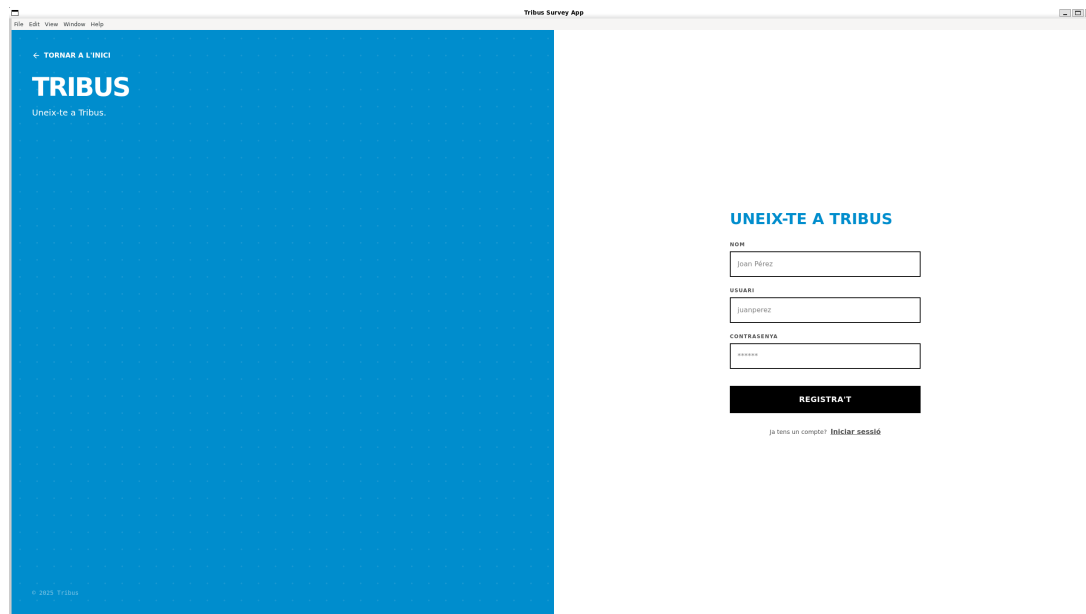 Tribus Survey App
File Edit View Window Help
← TORNAR A L'INICI
TRIBUS
Uneix-te a Tribus.
© 2025 Tribus
UNEIX-TE A TRIBUS
NOM
Joan Pérez
USUARI
juanperez
CONTRASENYA
******
REGISTRA'T
Ja tens un compte? Iniciar sessió